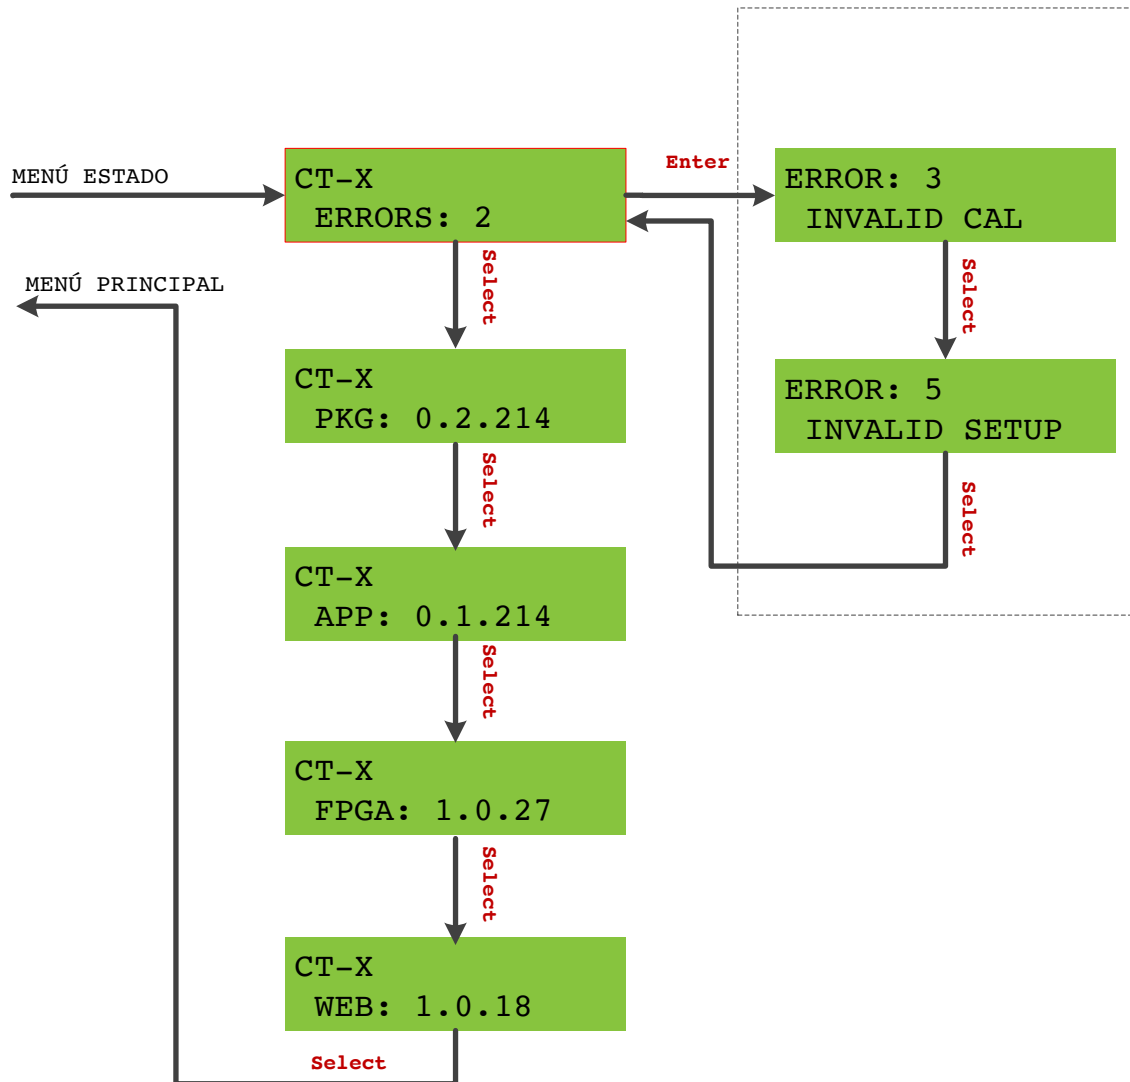 MENÚ ESTADO
CT-X
ERRORS: 2
Enter
ERROR: 3
INVALID CAL
Select
Select
MENÚ PRINCIPAL
CT-X
PKG: 0.2.214
ERROR: 5
INVALID SETUP
Select
Select
CT-X
APP: 0.1.214
Select
CT-X
FPGA: 1.0.27
Select
CT-X
WEB: 1.0.18
Select